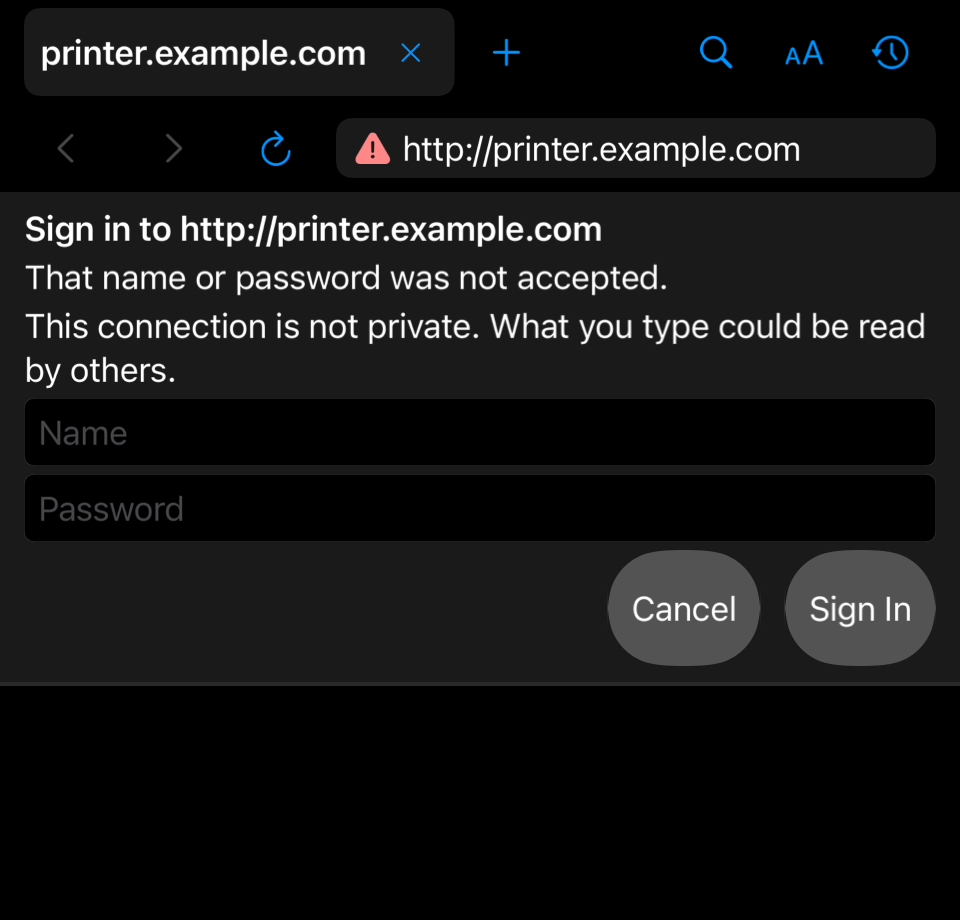 printer.example.com
AA
http://printer.example.com
Sign in to http://printer.example.com
That name or password was not accepted.
This connection is not private. What you type could be read
by others.
Name
Password
Cancel Sign In